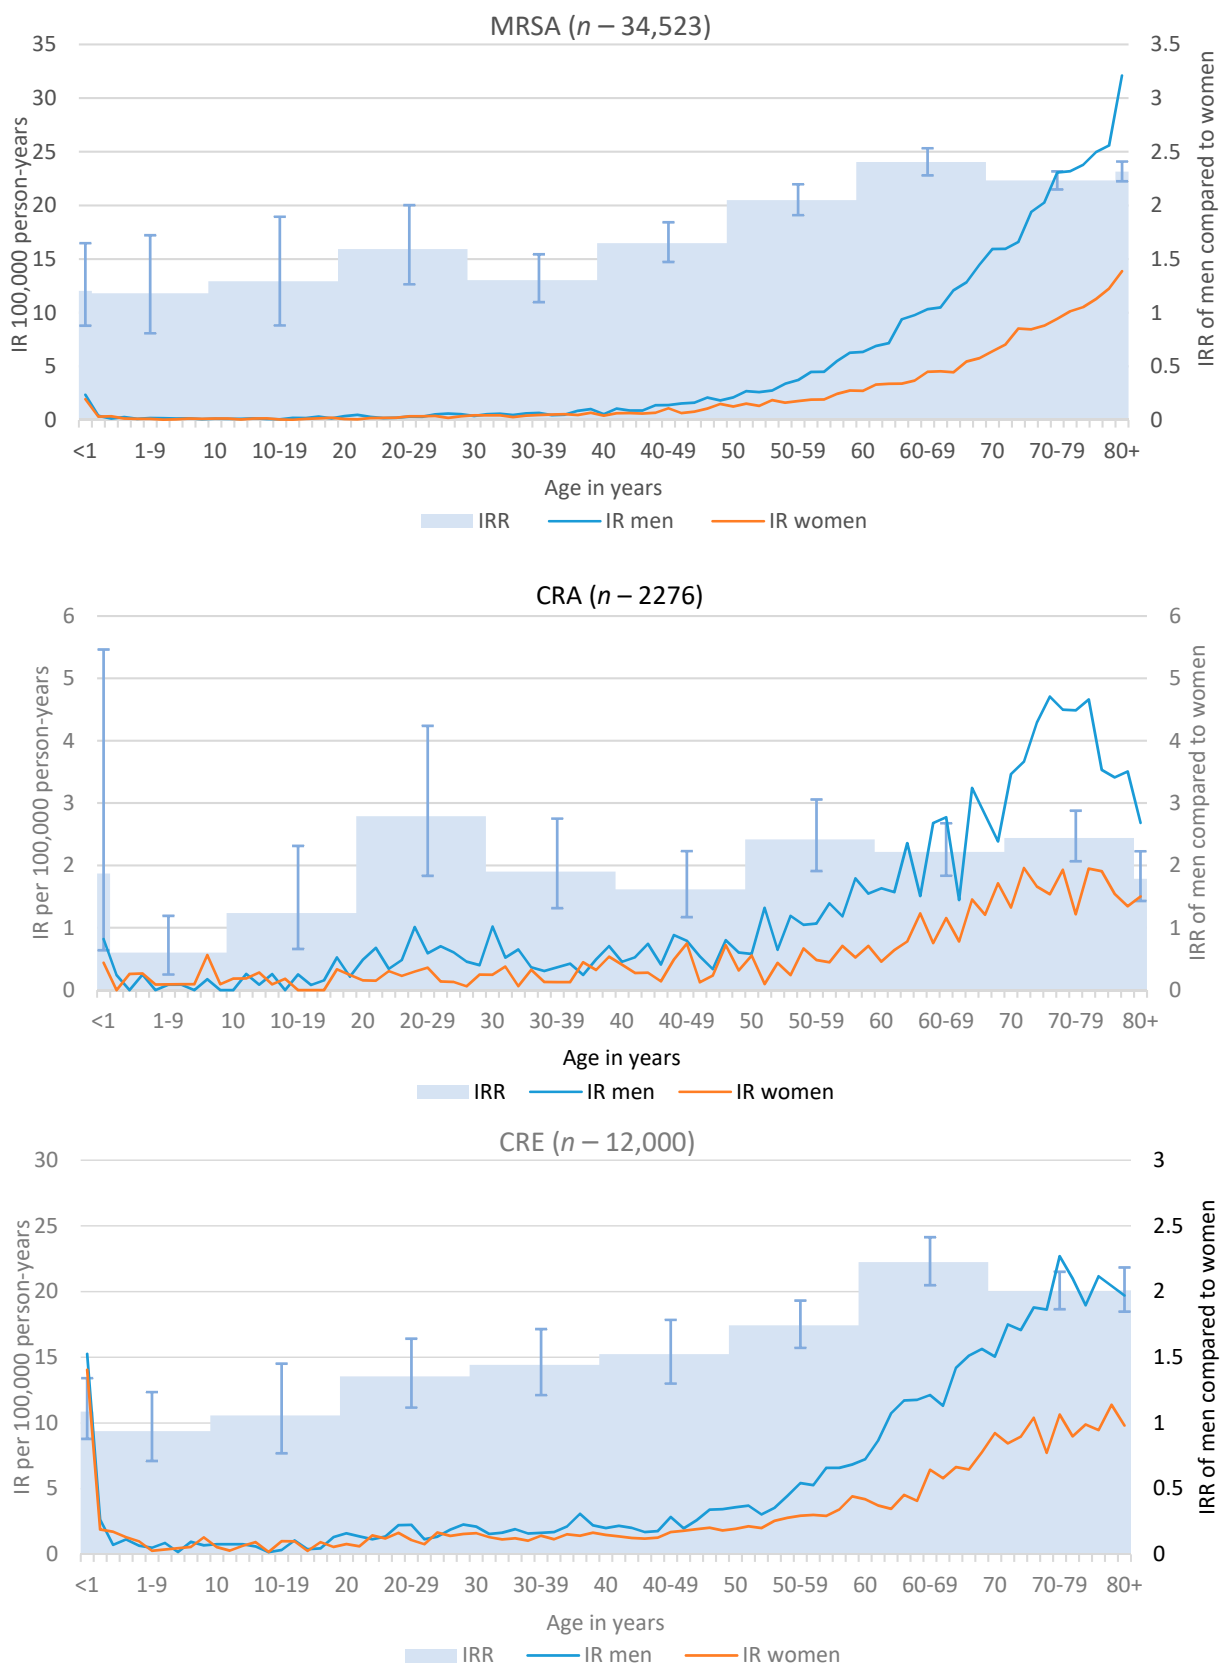 MRSA (n – 34,523)
IR 100,000 person-years
IRR of men compared to women
35
30
25
20
15
10
5
0
3.5
3
2.5
2
1.5
1
0.5
0
<1 1-9 10 10-19 20 20-29 30 30-39 40 40-49 50 50-59 60 60-69 70 70-79 80+
Age in years
IRR IR men IR women
CRA (n – 2276)
IR per 100,000 person-years
IRR of men compared to women
6
5
4
3
2
1
0
6
5
4
3
2
1
0
<1 1-9 10 10-19 20 20-29 30 30-39 40 40-49 50 50-59 60 60-69 70 70-79 80+
Age in years
IRR IR men IR women
CRE (n – 12,000)
IR per 100,000 person-years
IRR of men compared to women
30
25
20
15
10
5
0
3
2.5
2
1.5
1
0.5
0
<1 1-9 10 10-19 20 20-29 30 30-39 40 40-49 50 50-59 60 60-69 70 70-79 80+
Age in years
IRR IR men IR women